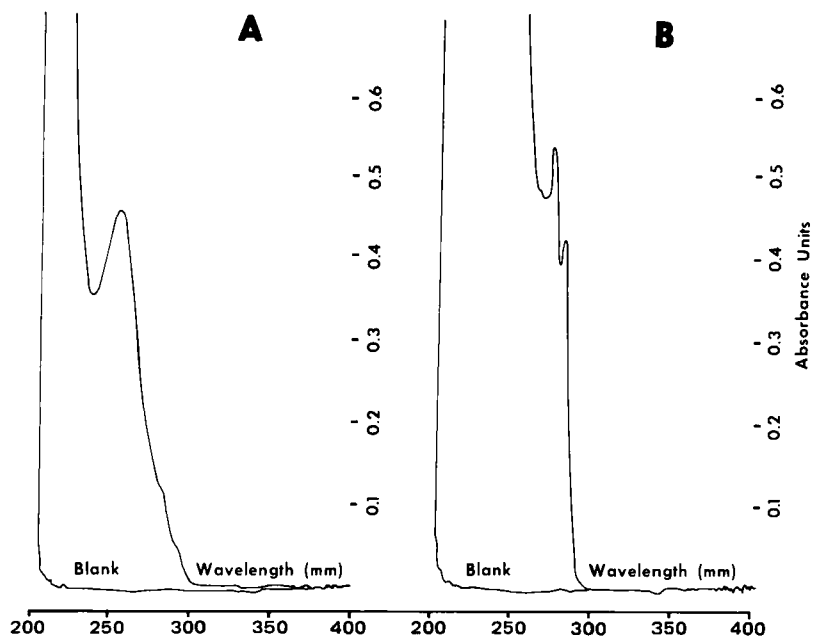 A
- 0.6
- 0.5
- 0.4
- 0.3
- 0.2
- 0.1
Blank
Wavelength (mm)
200 250 300 350 400
B
- 0.6
- 0.5
- 0.4
- 0.3
- 0.2
- 0.1
Absorbance Units
Blank
Wavelength (mm)
200 250 300 350 400